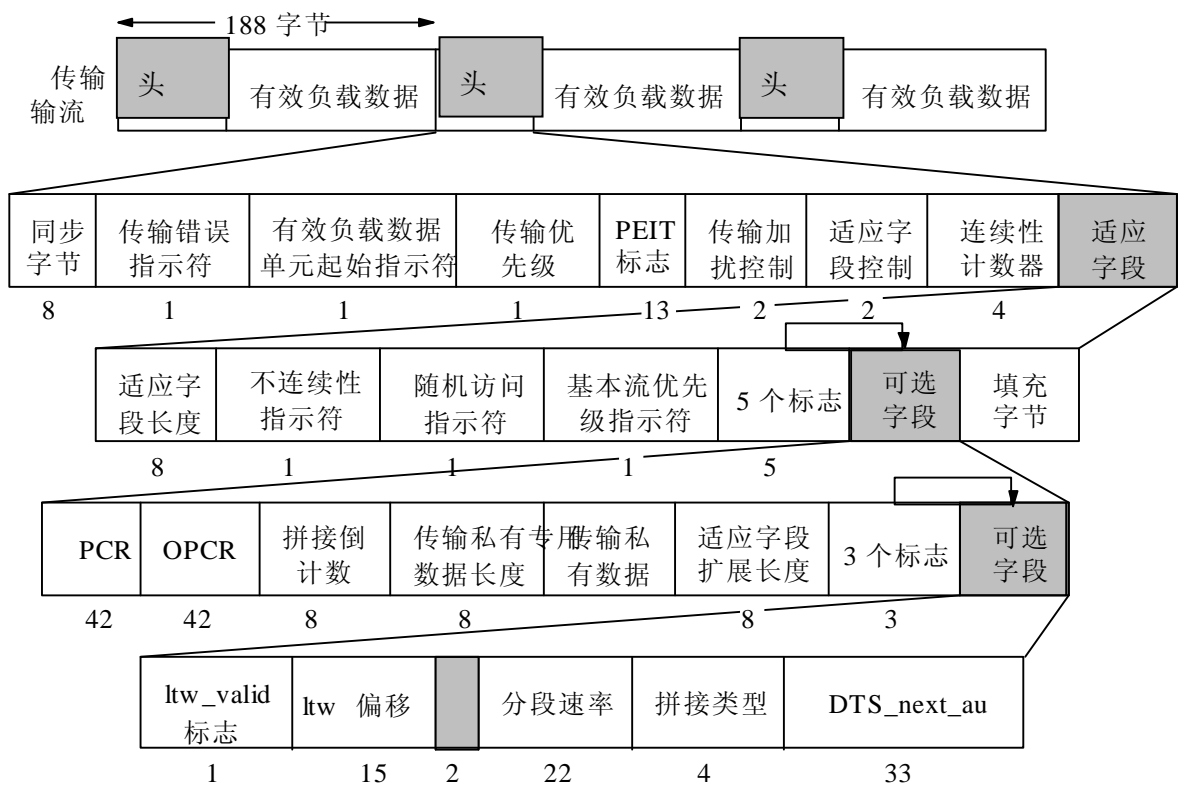 188 字节
传输
输流
头
有效负载数据
头
有效负载数据
头
有效负载数据
同步
字节
传输错误
指示符
有效负载数据
单元起始指示符
传输优
先级
PEIT
标志
传输加
扰控制
适应字
段控制
连续性
计数器
适应
字段
8 1 1 1 13 2 2 4
适应字
段长度
不连续性
指示符
随机访问
指示符
基本流优先
级指示符
5 个标志
可选
字段
填充
字节
8 1 1 1 5
PCR
OPCR
拼接倒
计数
传输私有专用
数据长度
传输私
有数据
适应字段
扩展长度
3 个标志
可选
字段
42 42 8 8 8 3
ltw_valid
标志
ltw 偏移
分段速率
拼接类型
DTS_next_au
1 15 2 22 4 33